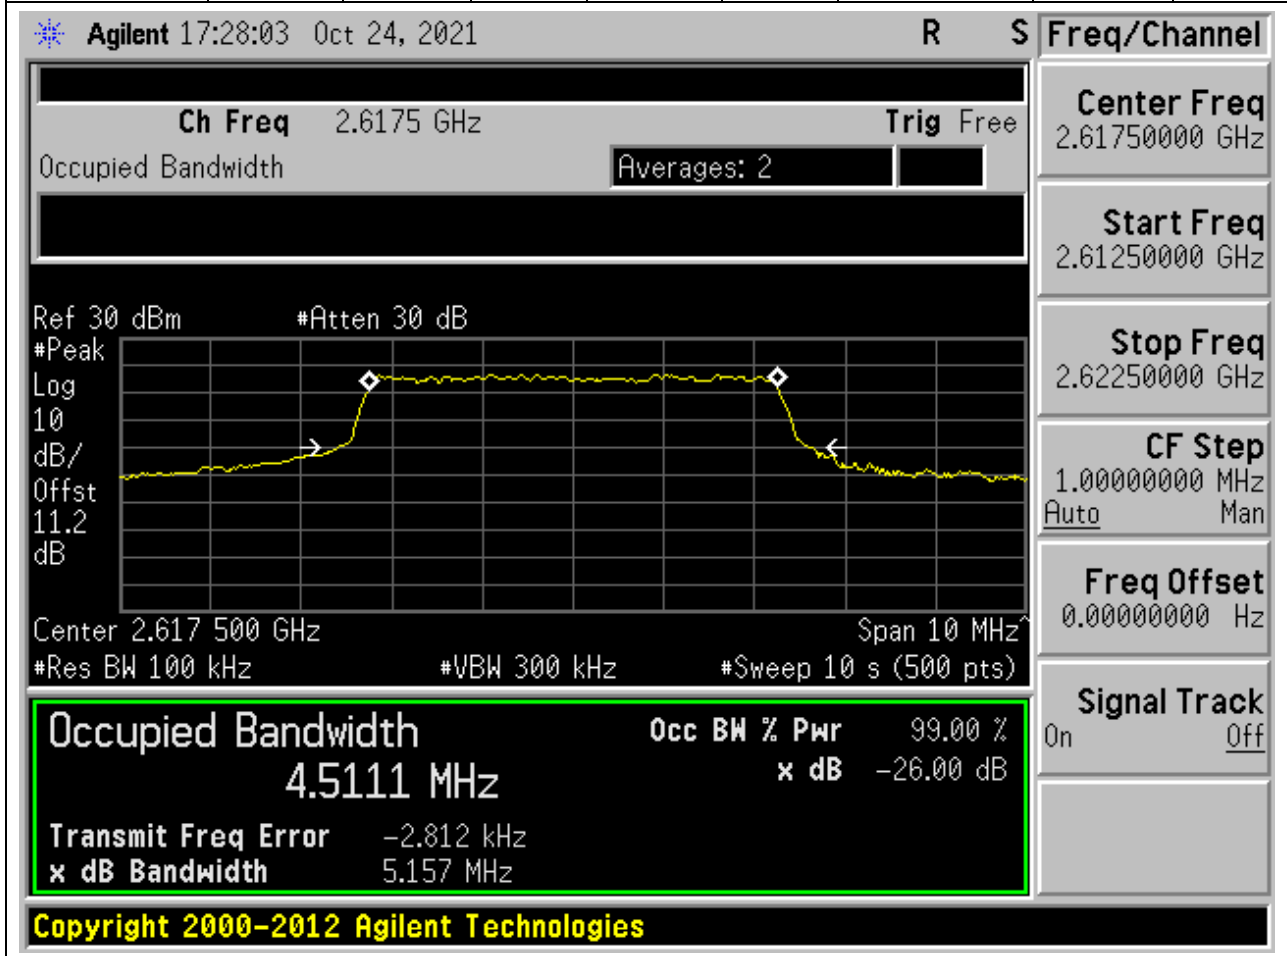 Agilent 17:28:03 Oct 24, 2021 R S Freq/Channel
Ch Freq 2.6175 GHz Trig Free
Occupied Bandwidth Averages: 2
Center Freq
2.61750000 GHz
Start Freq
2.61250000 GHz
Stop Freq
2.62250000 GHz
CF Step
1.00000000 MHz
Auto Man
Freq Offset
0.00000000 Hz
Signal Track
On Off
Ref 30 dBm #Atten 30 dB
#Peak
Log
10
dB/
Offst
11.2
dB
Center 2.617 500 GHz Span 10 MHz^
#Res BW 100 kHz #VBW 300 kHz #Sweep 10 s (500 pts)
Occupied Bandwidth Occ BW % Pwr 99.00 %
4.5111 MHz x dB -26.00 dB
Transmit Freq Error -2.812 kHz
x dB Bandwidth 5.157 MHz
Copyright 2000-2012 Agilent Technologies